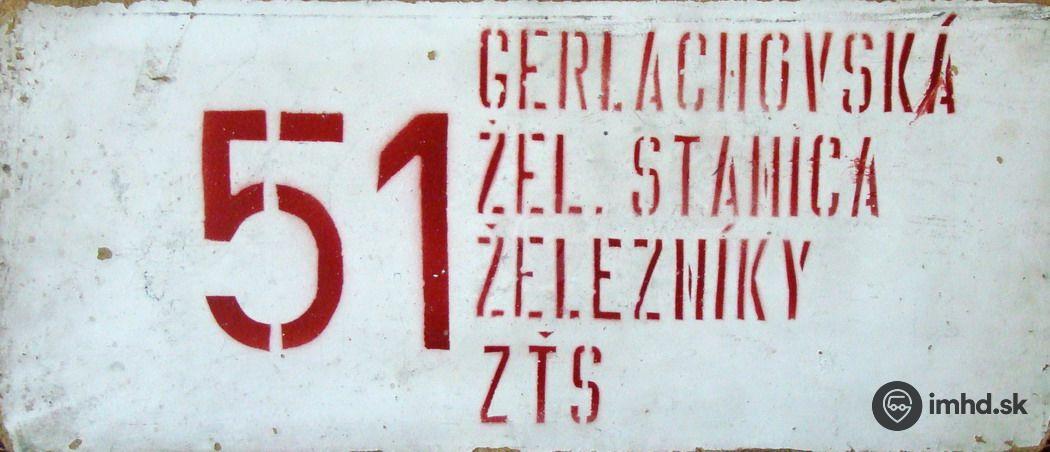 51
GERLACHOVSKÁ
ŽEL. STANICA
ŽELEZNÍKY
ZŤS
imhd.sk